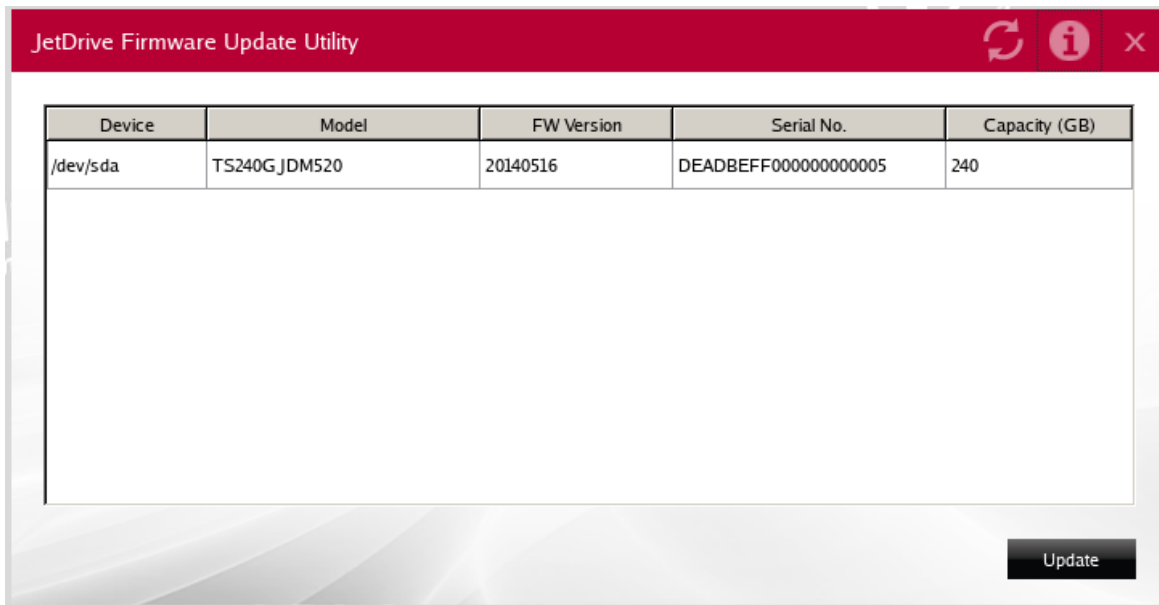 JetDrive Firmware Update Utility
Device Model FW Version Serial No. Capacity (GB)
/dev/sda TS240GJDM520 20140516 DEADBEFF000000000005 240
Update